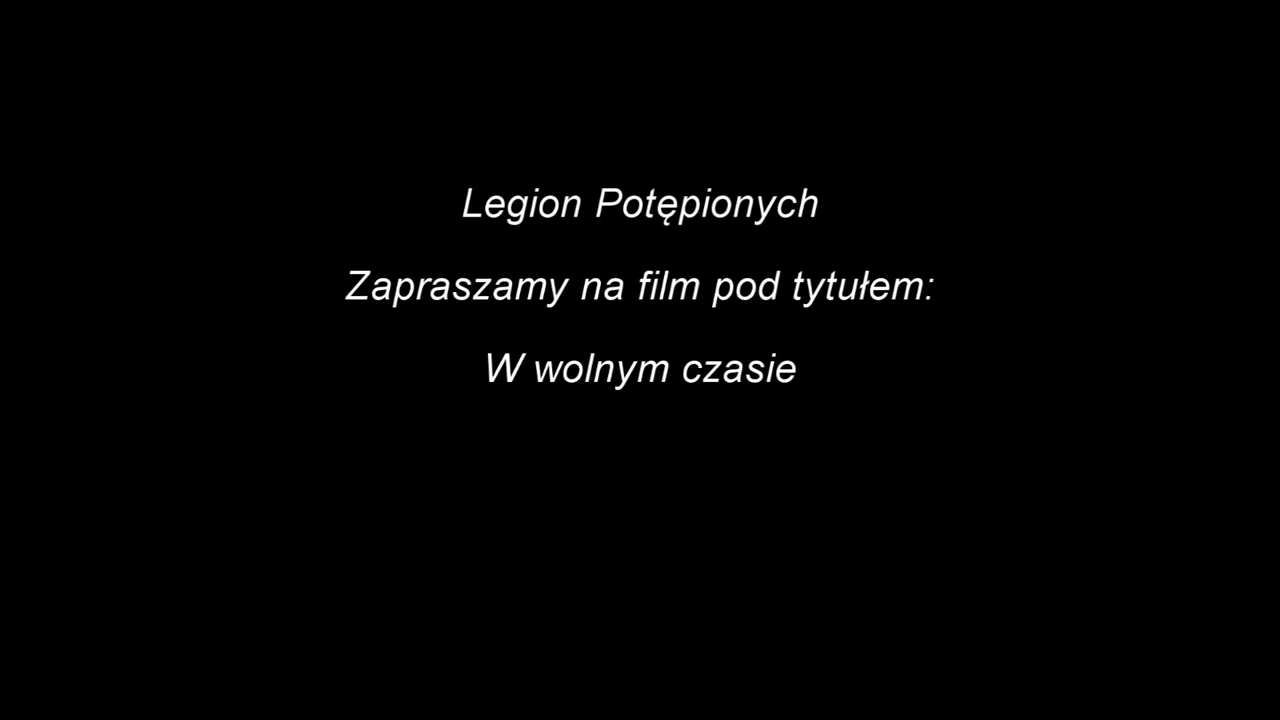 Legion Potępionych
Zapraszamy na film pod tytułem:
W wolnym czasie